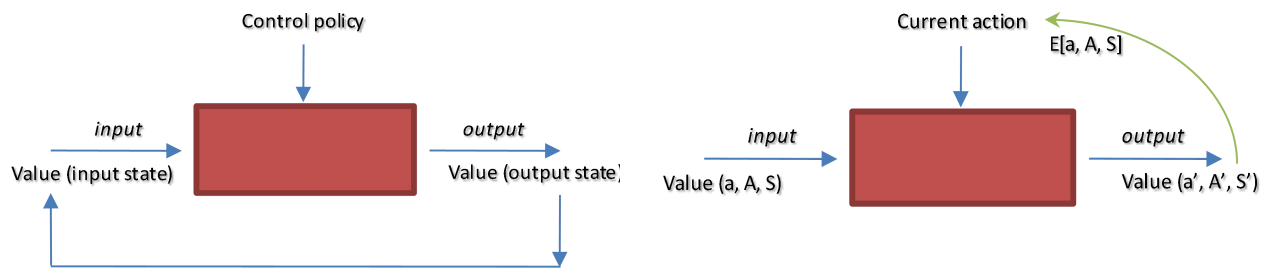 Control policy
input
output
Value (input state)
Value (output state)
Current action
E[a, A, S]
input
output
Value (a, A, S)
Value (a’, A’, S’)